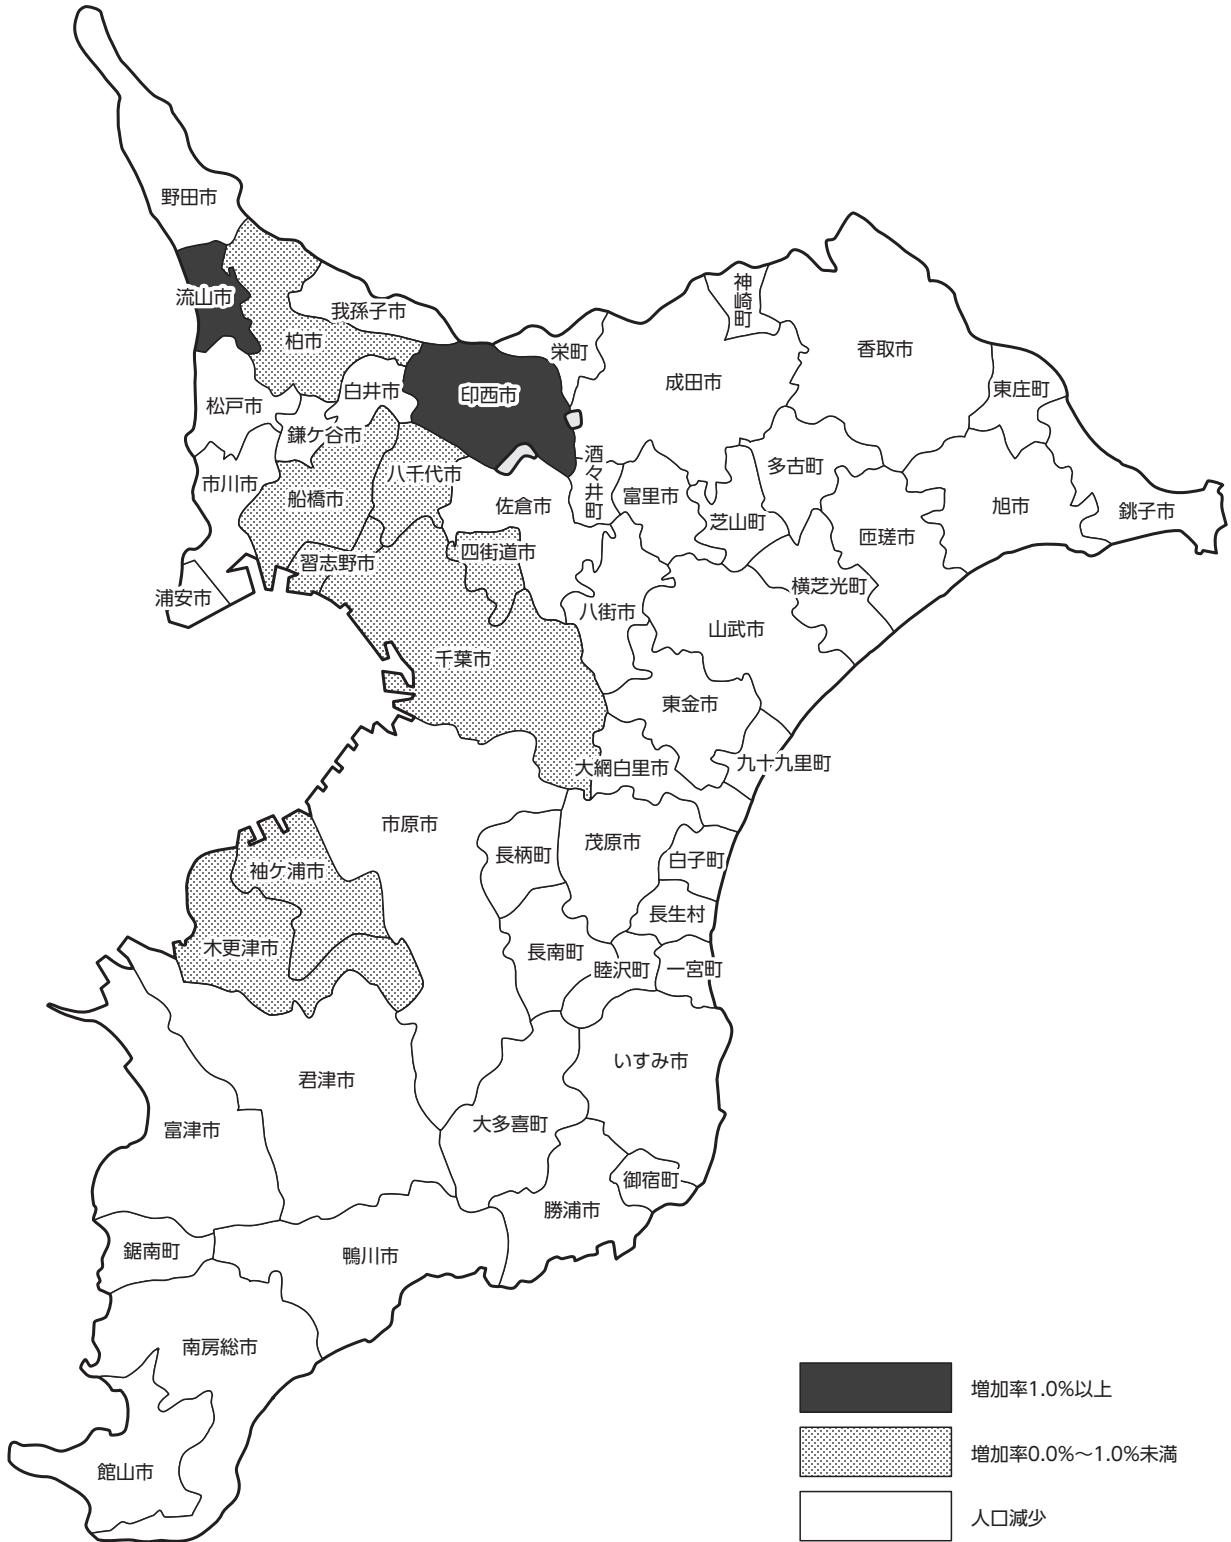 野田市
流山市
柏市
我孫子市
松戸市
鎌ケ谷市
白井市
印西市
栄町
成田市
神崎町
香取市
東庄町
市川市
船橋市
八千代市
佐倉市
酒々井町
富里市
芝山町
多古町
匝瑳市
旭市
銚子市
浦安市
習志野市
四街道市
八街市
横芝光町
山武市
千葉市
東金市
大網白里市
九十九里町
市原市
長柄町
茂原市
白子町
袖ケ浦市
木更津市
長南町
長生村
睦沢町
一宮町
君津市
いすみ市
富津市
大多喜町
御宿町
勝浦市
鋸南町
鴨川市
南房総市
館山市
増加率1.0%以上
増加率0.0%~1.0%未満
人口減少